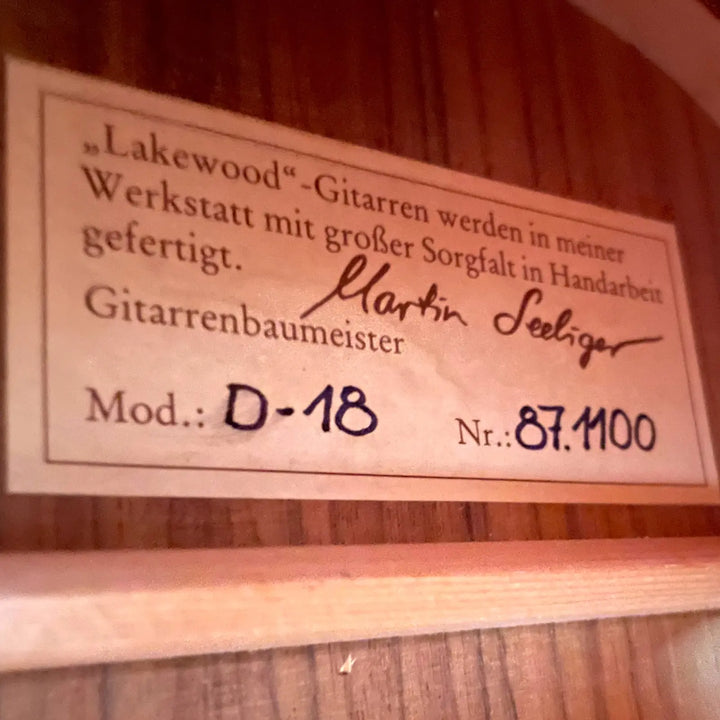 „Lakewood“-Gitarren werden in meiner
Werkstatt mit großer Sorgfalt in Handarbeit
gefertigt.
Martin Seeliger
Gitarrenbaumeister
Mod.: D-18 Nr.: 87.1100